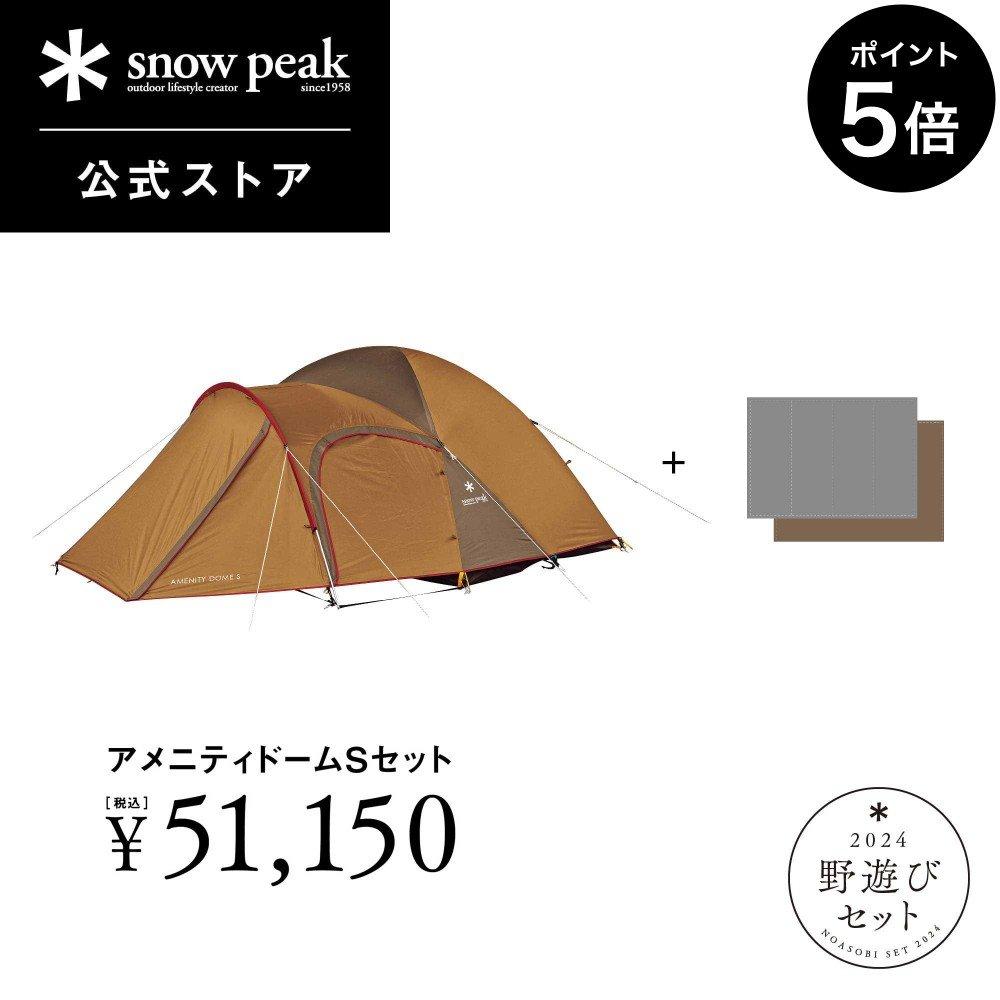 snow peak
outdoor lifestyle creator since1958
公式ストア
ポイント
5倍
snow peak
AMENITY DOME S
+
アメニティドームSセット
[税込]
¥51,150
2024
野遊び
セット
NOASOBI SET 2024